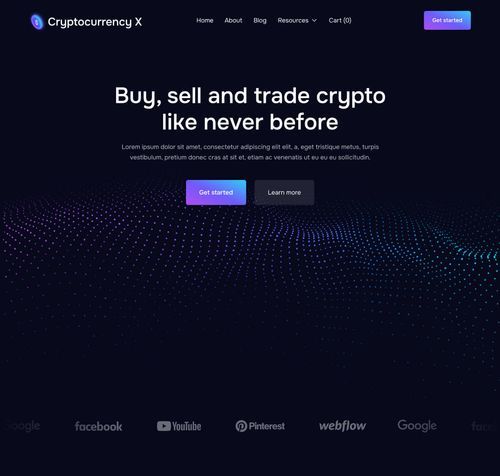 Cryptocurrency X
Home About Blog Resources Cart (0)
Get started
Buy, sell and trade crypto
like never before
Lorem ipsum dolor sit amet, consectetur adipiscing elit elit, a, eget tristique metus, turpis
vestibulum, pretium donec cras at sit et, etiam ac venenatis ut eu eu eu sollicitudin.
Get started Learn more
Google facebook YouTube Pinterest webflow Google face